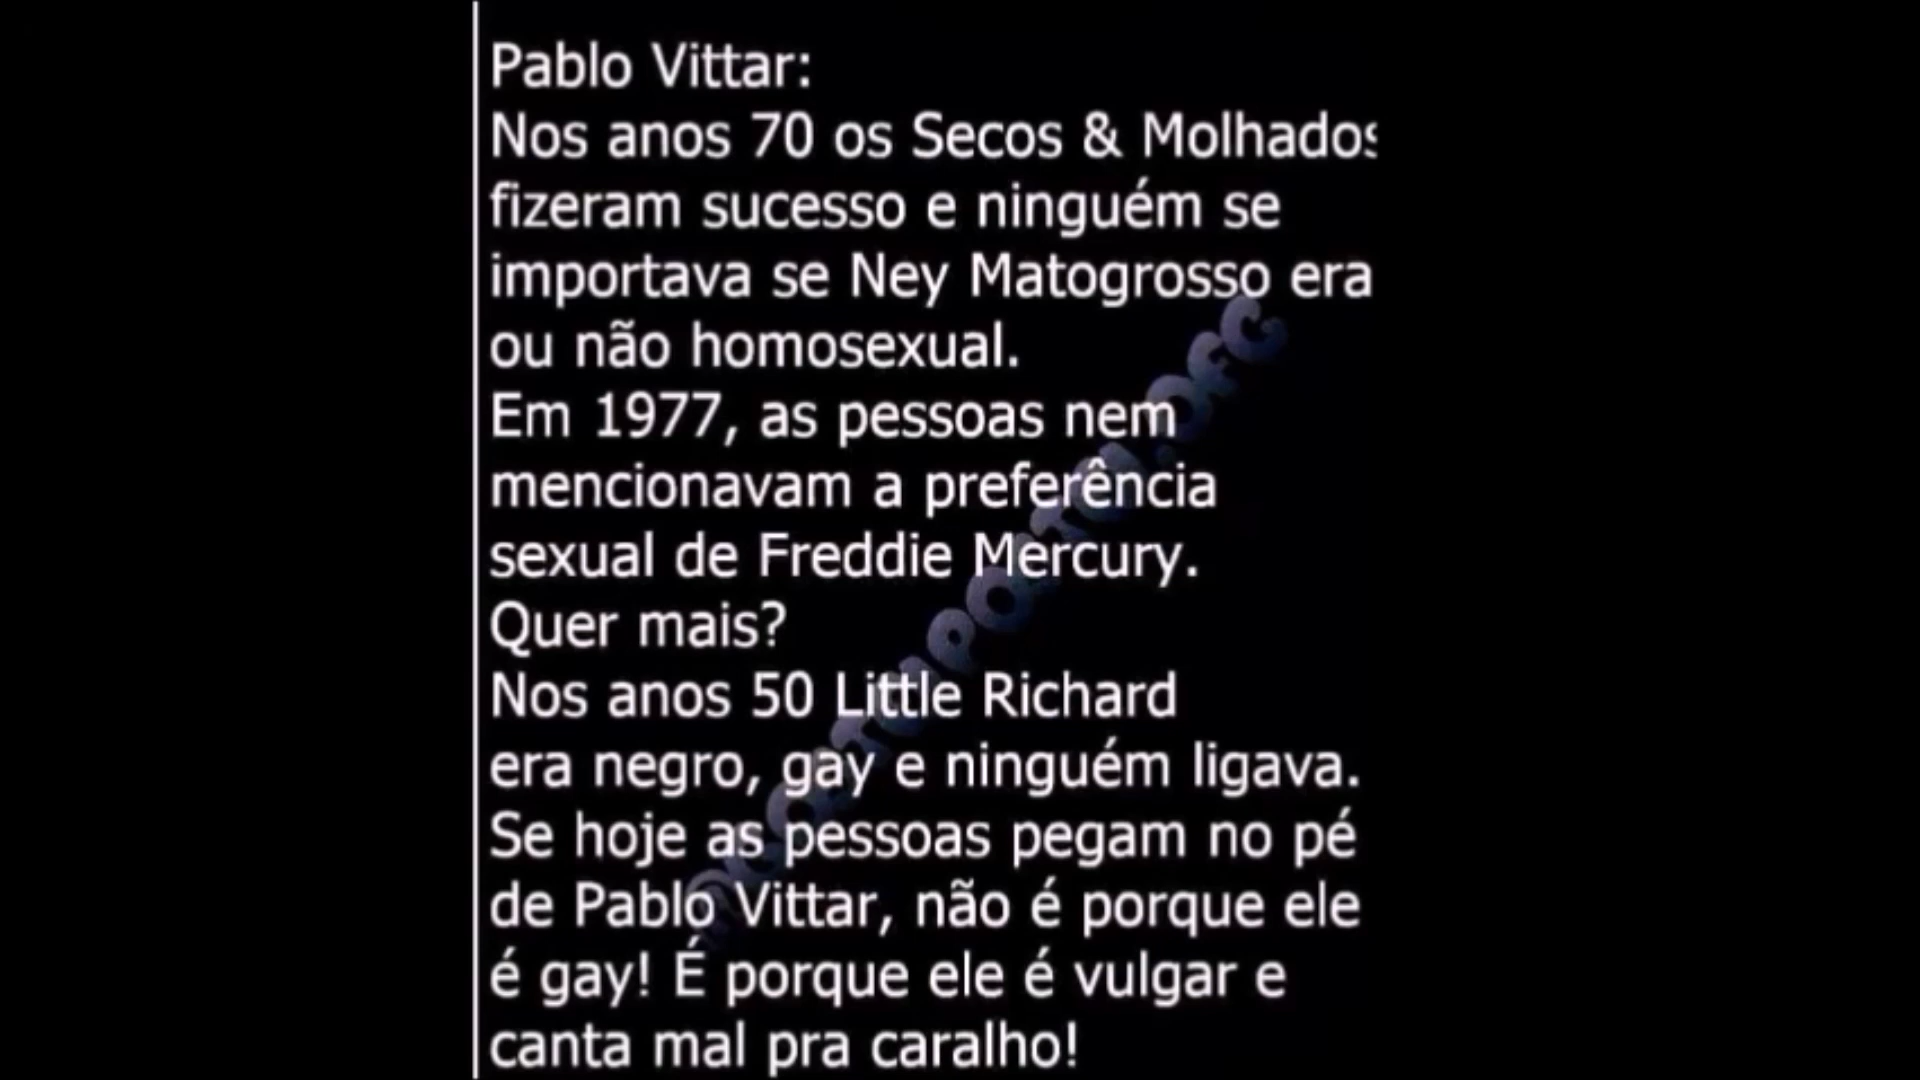 Pablo Vittar:
Nos anos 70 os Secos & Molhados
fizeram sucesso e ninguém se
importava se Ney Matogrosso era
ou não homosexual.
Em 1977, as pessoas nem
mencionavam a preferência
sexual de Freddie Mercury.
Quer mais?
Nos anos 50 Little Richard
era negro, gay e ninguém ligava.
Se hoje as pessoas pegam no pé
de Pablo Vittar, não é porque ele
é gay! É porque ele é vulgar e
canta mal pra caralho!